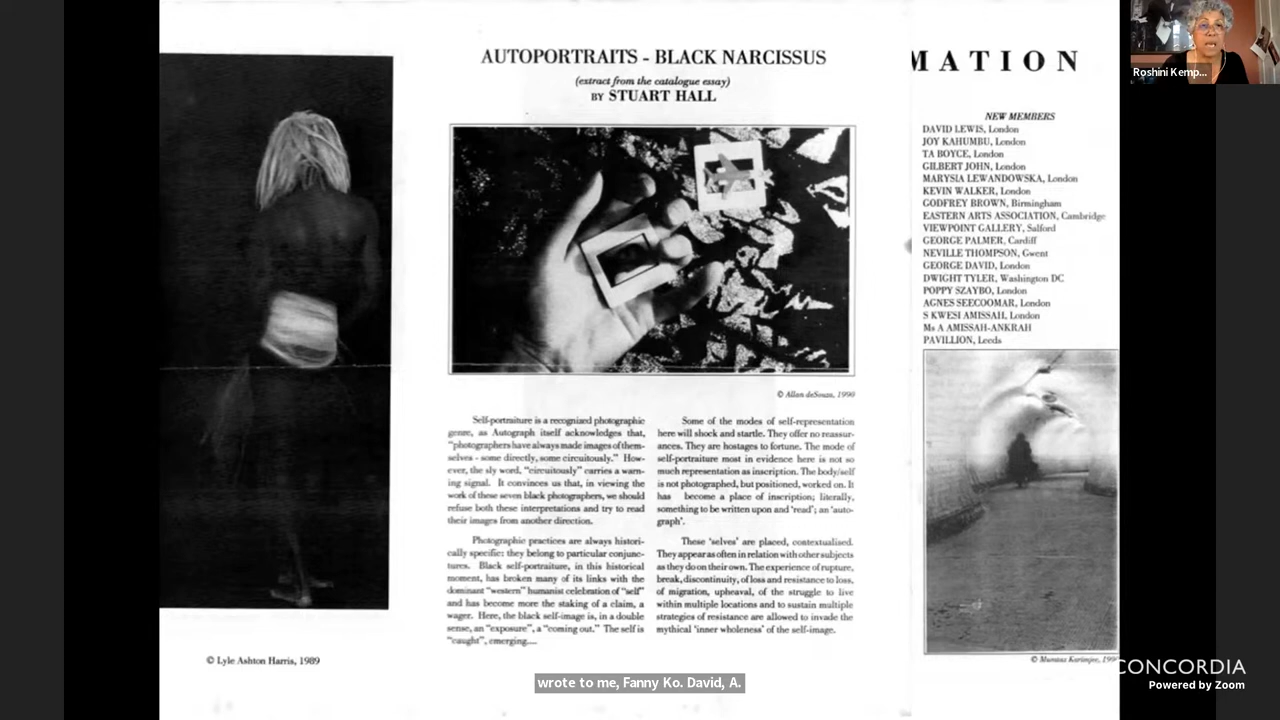 AUTOPORTRAITS - BLACK NARCISSUS
(extract from the catalogue essay)
BY STUART HALL
© Allan deSouza, 1990
Self-portraiture is a recognized photographic
genre, as Autograph itself acknowledges that,
"photographers have always made images of them-
selves - some directly, some circuitously." How-
ever, the sly word, "circuitously" carries a warn-
ing signal. It convinces us that, in viewing the
work of these seven black photographers, we should
refuse both these interpretations and try to read
their images from another direction.
Photographic practices are always histori-
cally specific: they belong to particular conjunc-
tures. Black self-portraiture, in this historical
moment, has broken many of its links with the
dominant "western" humanist celebration of "self"
and has become more the staking of a claim, a
wager. Here, the black self-image is, in a double
sense, an "exposure", a "coming out." The self is
"caught", emerging....
Some of the modes of self-representation
here will shock and startle. They offer no reassur-
ances. They are hostages to fortune. The mode of
self-portraiture most in evidence here is not so
much representation as inscription. The body/self
is not photographed, but positioned, worked on. It
has become a place of inscription; literally,
something to be written upon and 'read'; an 'auto-
graph'.
These 'selves' are placed, contextualised.
They appear as often in relation with other subjects
as they do on their own. The experience of rupture,
break, discontinuity, of loss and resistance to loss,
of migration, upheaval, of the struggle to live
within multiple locations and to sustain multiple
strategies of resistance are allowed to invade the
mythical 'inner wholeness' of the self-image.
© Lyle Ashton Harris, 1989
MATION
NEW MEMBERS
DAVID LEWIS, London
JOY KAHUMBU, London
TA BOYCE, London
GILBERT JOHN, London
MARYSIA LEWANDOWSKA, London
KEVIN WALKER, London
GODFREY BROWN, Birmingham
EASTERN ARTS ASSOCIATION, Cambridge
VIEWPOINT GALLERY, Salford
GEORGE PALMER, Cardiff
NEVILLE THOMPSON, Gwent
GEORGE DAVID, London
DWIGHT TYLER, Washington DC
POPPY SZAYBO, London
AGNES SEECOOMAR, London
S KWESI AMISSAH, London
Ms A AMISSAH-ANKRAH
PAVILLION, Leeds
© Mumtaz Karimjee, 199
Roshini Kemp...
wrote to me, Fanny Ko. David, A.
CONCORDIA
Powered by Zoom